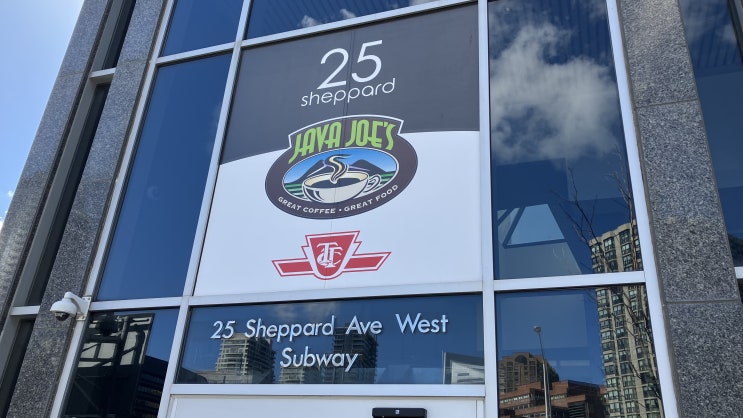 25
sheppard
JAVA JOE'S
GREAT COFFEE • GREAT FOOD
TTC
25 Sheppard Ave West
Subway